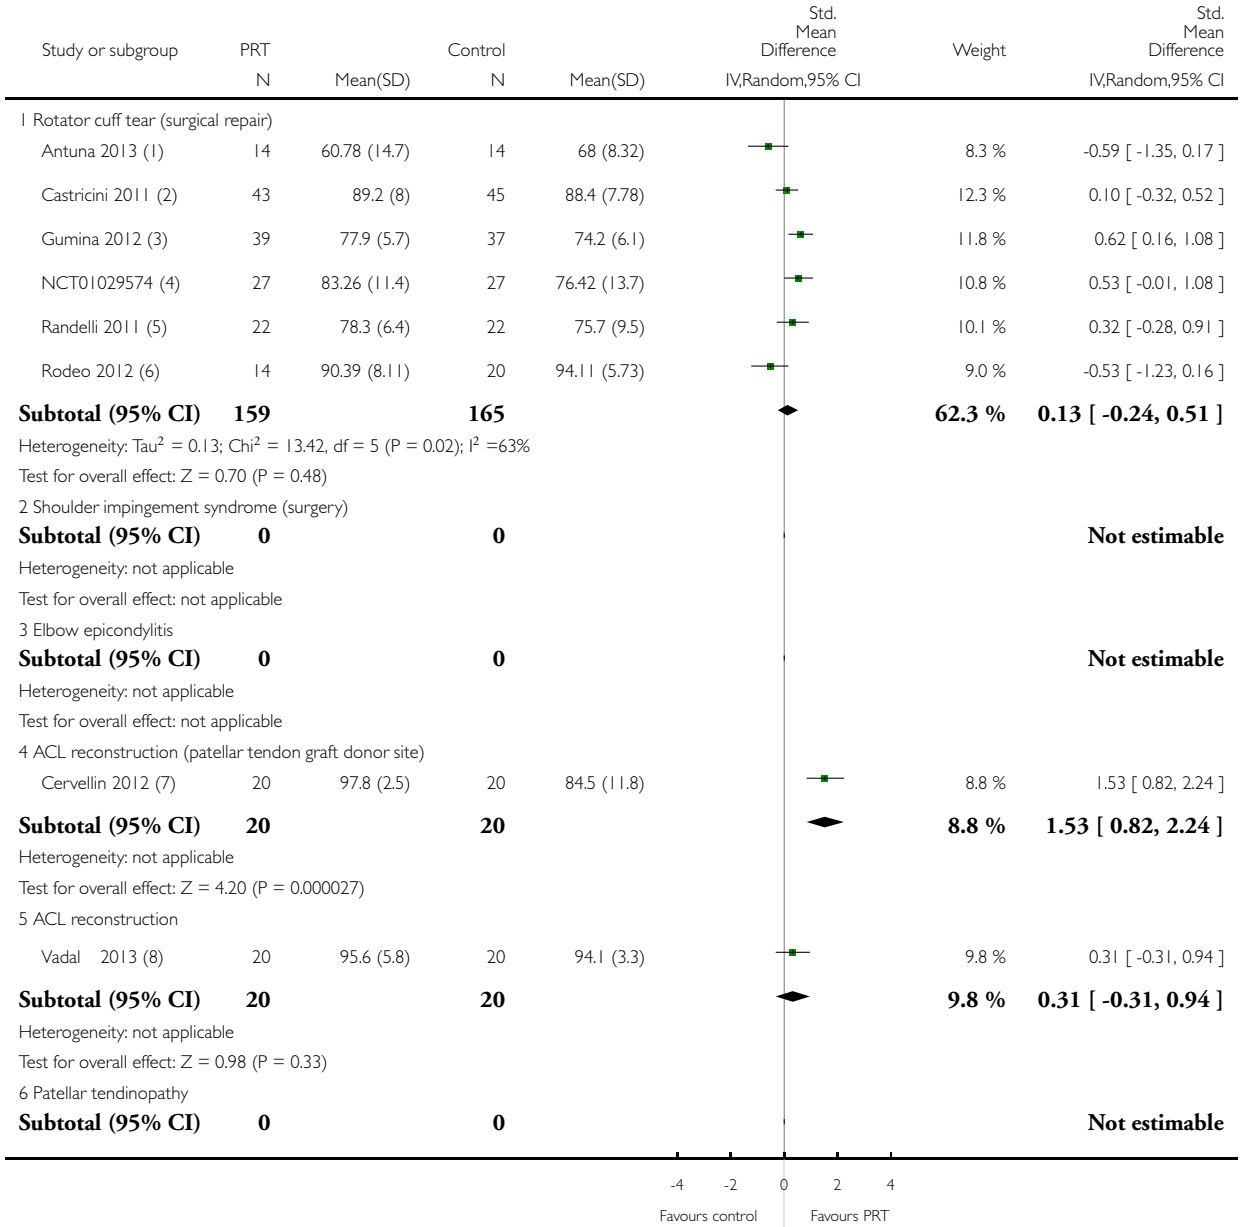 Std. Mean Difference Std. Mean Difference
Study or subgroup PRT Control Weight
N Mean(SD) N Mean(SD) IV,Random,95% CI IV,Random,95% CI
1 Rotator cuff tear (surgical repair)
Antuna 2013 (1) 14 60.78 (14.7) 14 68 (8.32) 8.3 % -0.59 [ -1.35, 0.17 ]
Castricini 2011 (2) 43 89.2 (8) 45 88.4 (7.78) 12.3 % 0.10 [ -0.32, 0.52 ]
Gumina 2012 (3) 39 77.9 (5.7) 37 74.2 (6.1) 11.8 % 0.62 [ 0.16, 1.08 ]
NCT01029574 (4) 27 83.26 (11.4) 27 76.42 (13.7) 10.8 % 0.53 [ -0.01, 1.08 ]
Randelli 2011 (5) 22 78.3 (6.4) 22 75.7 (9.5) 10.1 % 0.32 [ -0.28, 0.91 ]
Rodeo 2012 (6) 14 90.39 (8.11) 20 94.11 (5.73) 9.0 % -0.53 [ -1.23, 0.16 ]
Subtotal (95% CI) 159 165 62.3 % 0.13 [ -0.24, 0.51 ]
Heterogeneity: Tau² = 0.13; Chi² = 13.42, df = 5 (P = 0.02); I² =63%
Test for overall effect: Z = 0.70 (P = 0.48)
2 Shoulder impingement syndrome (surgery)
Subtotal (95% CI) 0 0 Not estimable
Heterogeneity: not applicable
Test for overall effect: not applicable
3 Elbow epicondylitis
Subtotal (95% CI) 0 0 Not estimable
Heterogeneity: not applicable
Test for overall effect: not applicable
4 ACL reconstruction (patellar tendon graft donor site)
Cervellin 2012 (7) 20 97.8 (2.5) 20 84.5 (11.8) 8.8 % 1.53 [ 0.82, 2.24 ]
Subtotal (95% CI) 20 20 8.8 % 1.53 [ 0.82, 2.24 ]
Heterogeneity: not applicable
Test for overall effect: Z = 4.20 (P = 0.000027)
5 ACL reconstruction
Vadal 2013 (8) 20 95.6 (5.8) 20 94.1 (3.3) 9.8 % 0.31 [ -0.31, 0.94 ]
Subtotal (95% CI) 20 20 9.8 % 0.31 [ -0.31, 0.94 ]
Heterogeneity: not applicable
Test for overall effect: Z = 0.98 (P = 0.33)
6 Patellar tendinopathy
Subtotal (95% CI) 0 0 Not estimable
-4 -2 0 2 4
Favours control Favours PRT